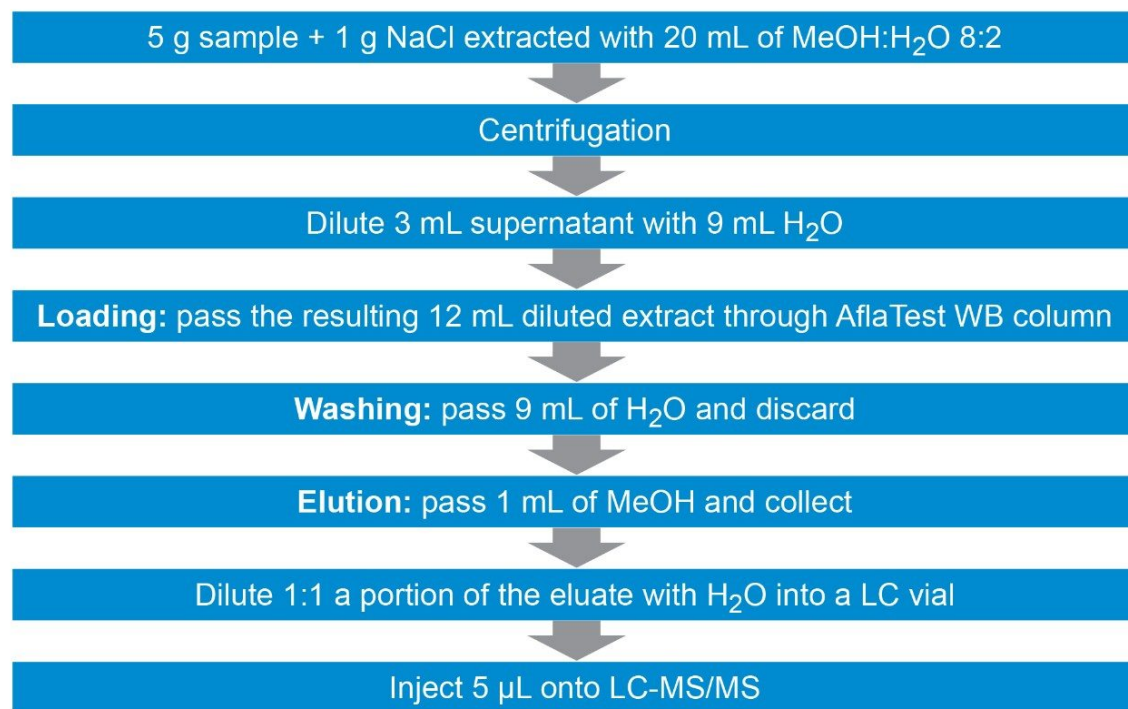 5 g sample + 1 g NaCl extracted with 20 mL of MeOH:H₂O 8:2
Centrifugation
Dilute 3 mL supernatant with 9 mL H₂O
Loading: pass the resulting 12 mL diluted extract through AflaTest WB column
Washing: pass 9 mL of H₂O and discard
Elution: pass 1 mL of MeOH and collect
Dilute 1:1 a portion of the eluate with H₂O into a LC vial
Inject 5 µL onto LC-MS/MS